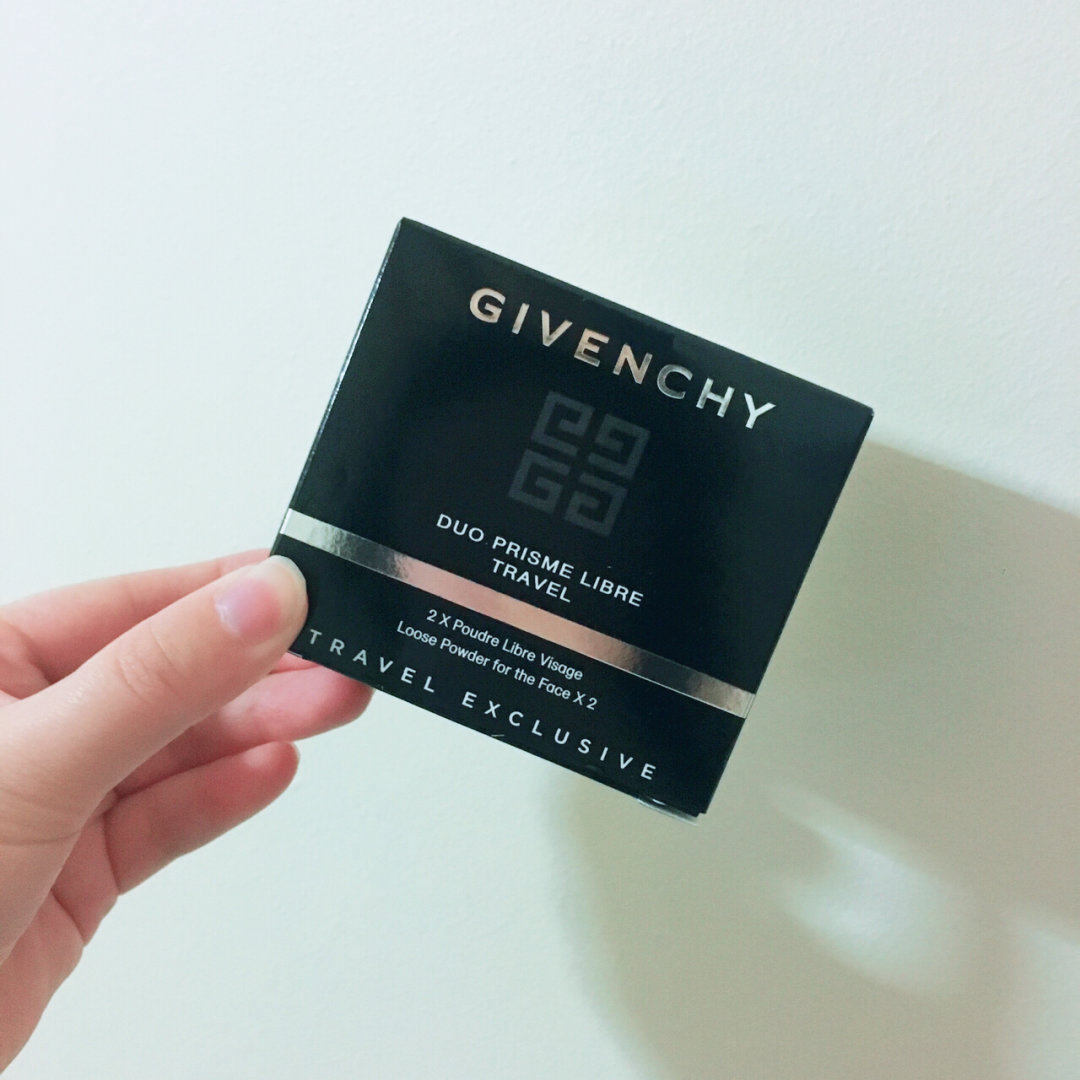 GIVENCHY
DUO PRISME LIBRE
TRAVEL
2 X Poudre Libre Visage
Loose Powder for the Face X 2
TRAVEL EXCLUSIVE